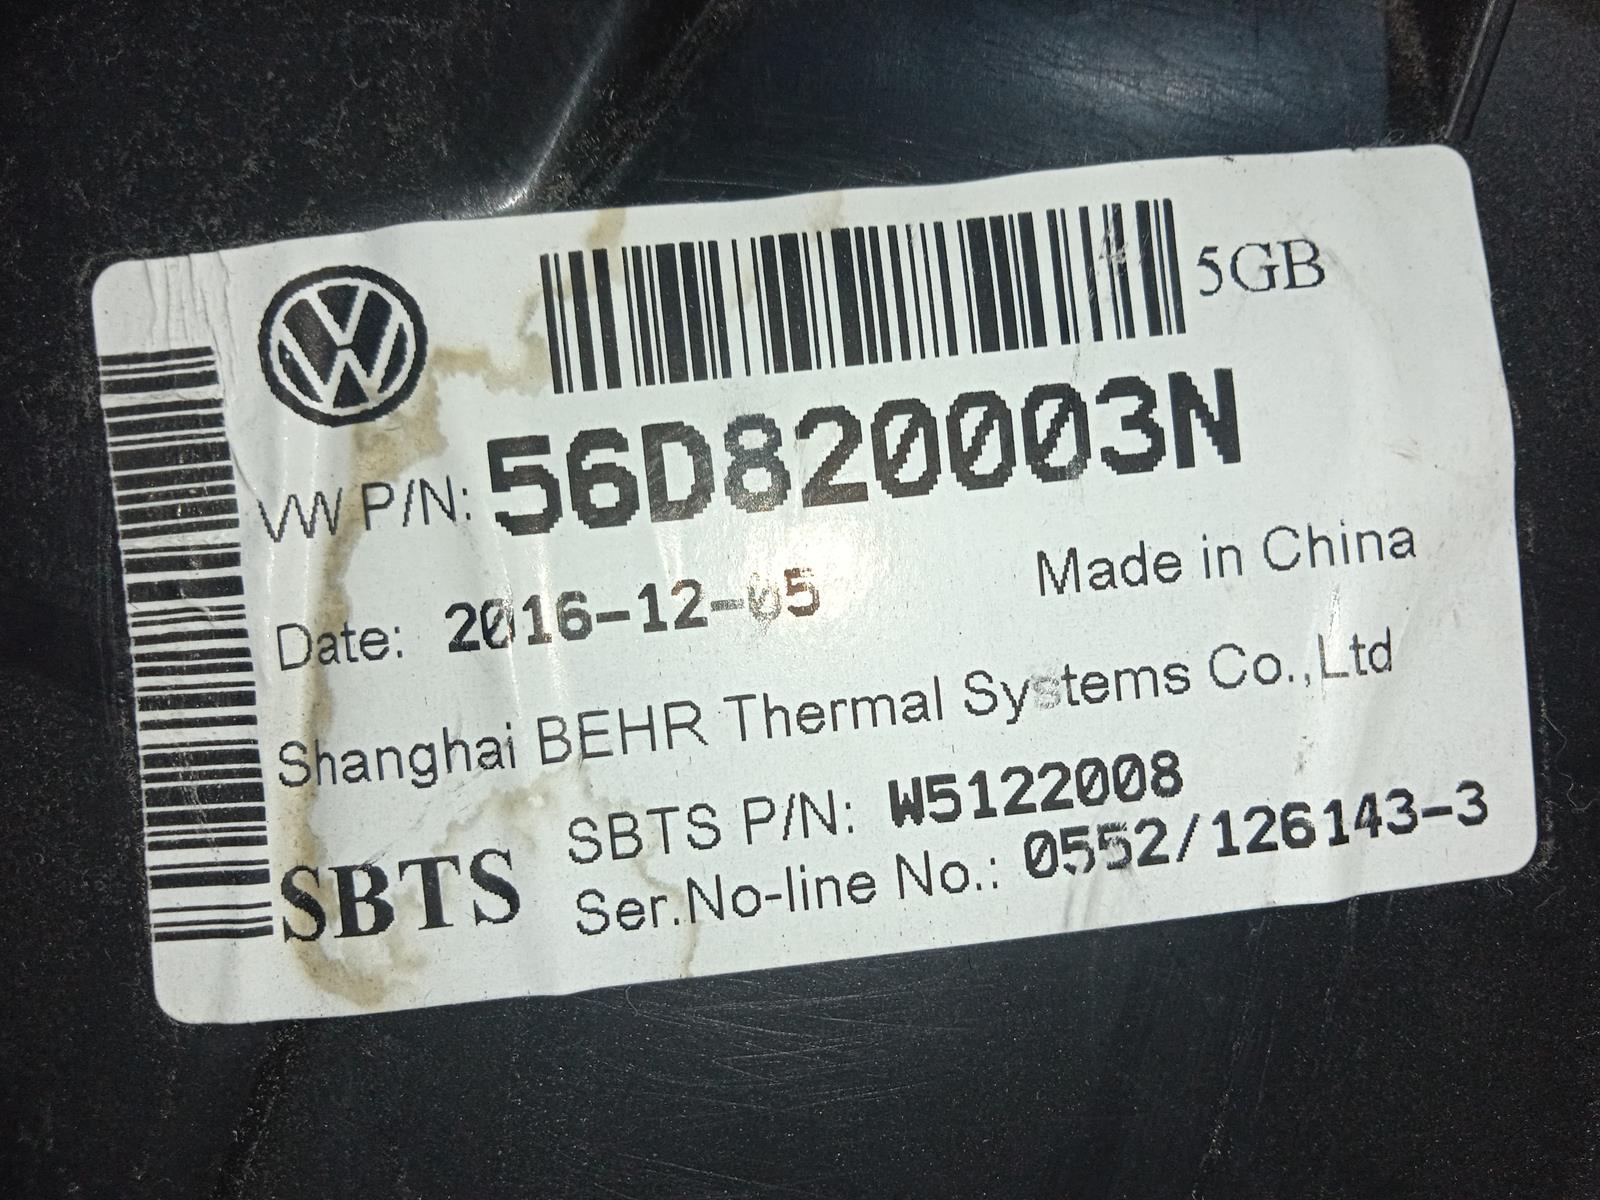 5GB
VW P/N: 56D820003N
Made in China
Date: 2016-12-05
Shanghai BEHR Thermal Systems Co.,Ltd
SBTS P/N: W5122008
SBTS Ser.No-line No.: 0552/126143-3